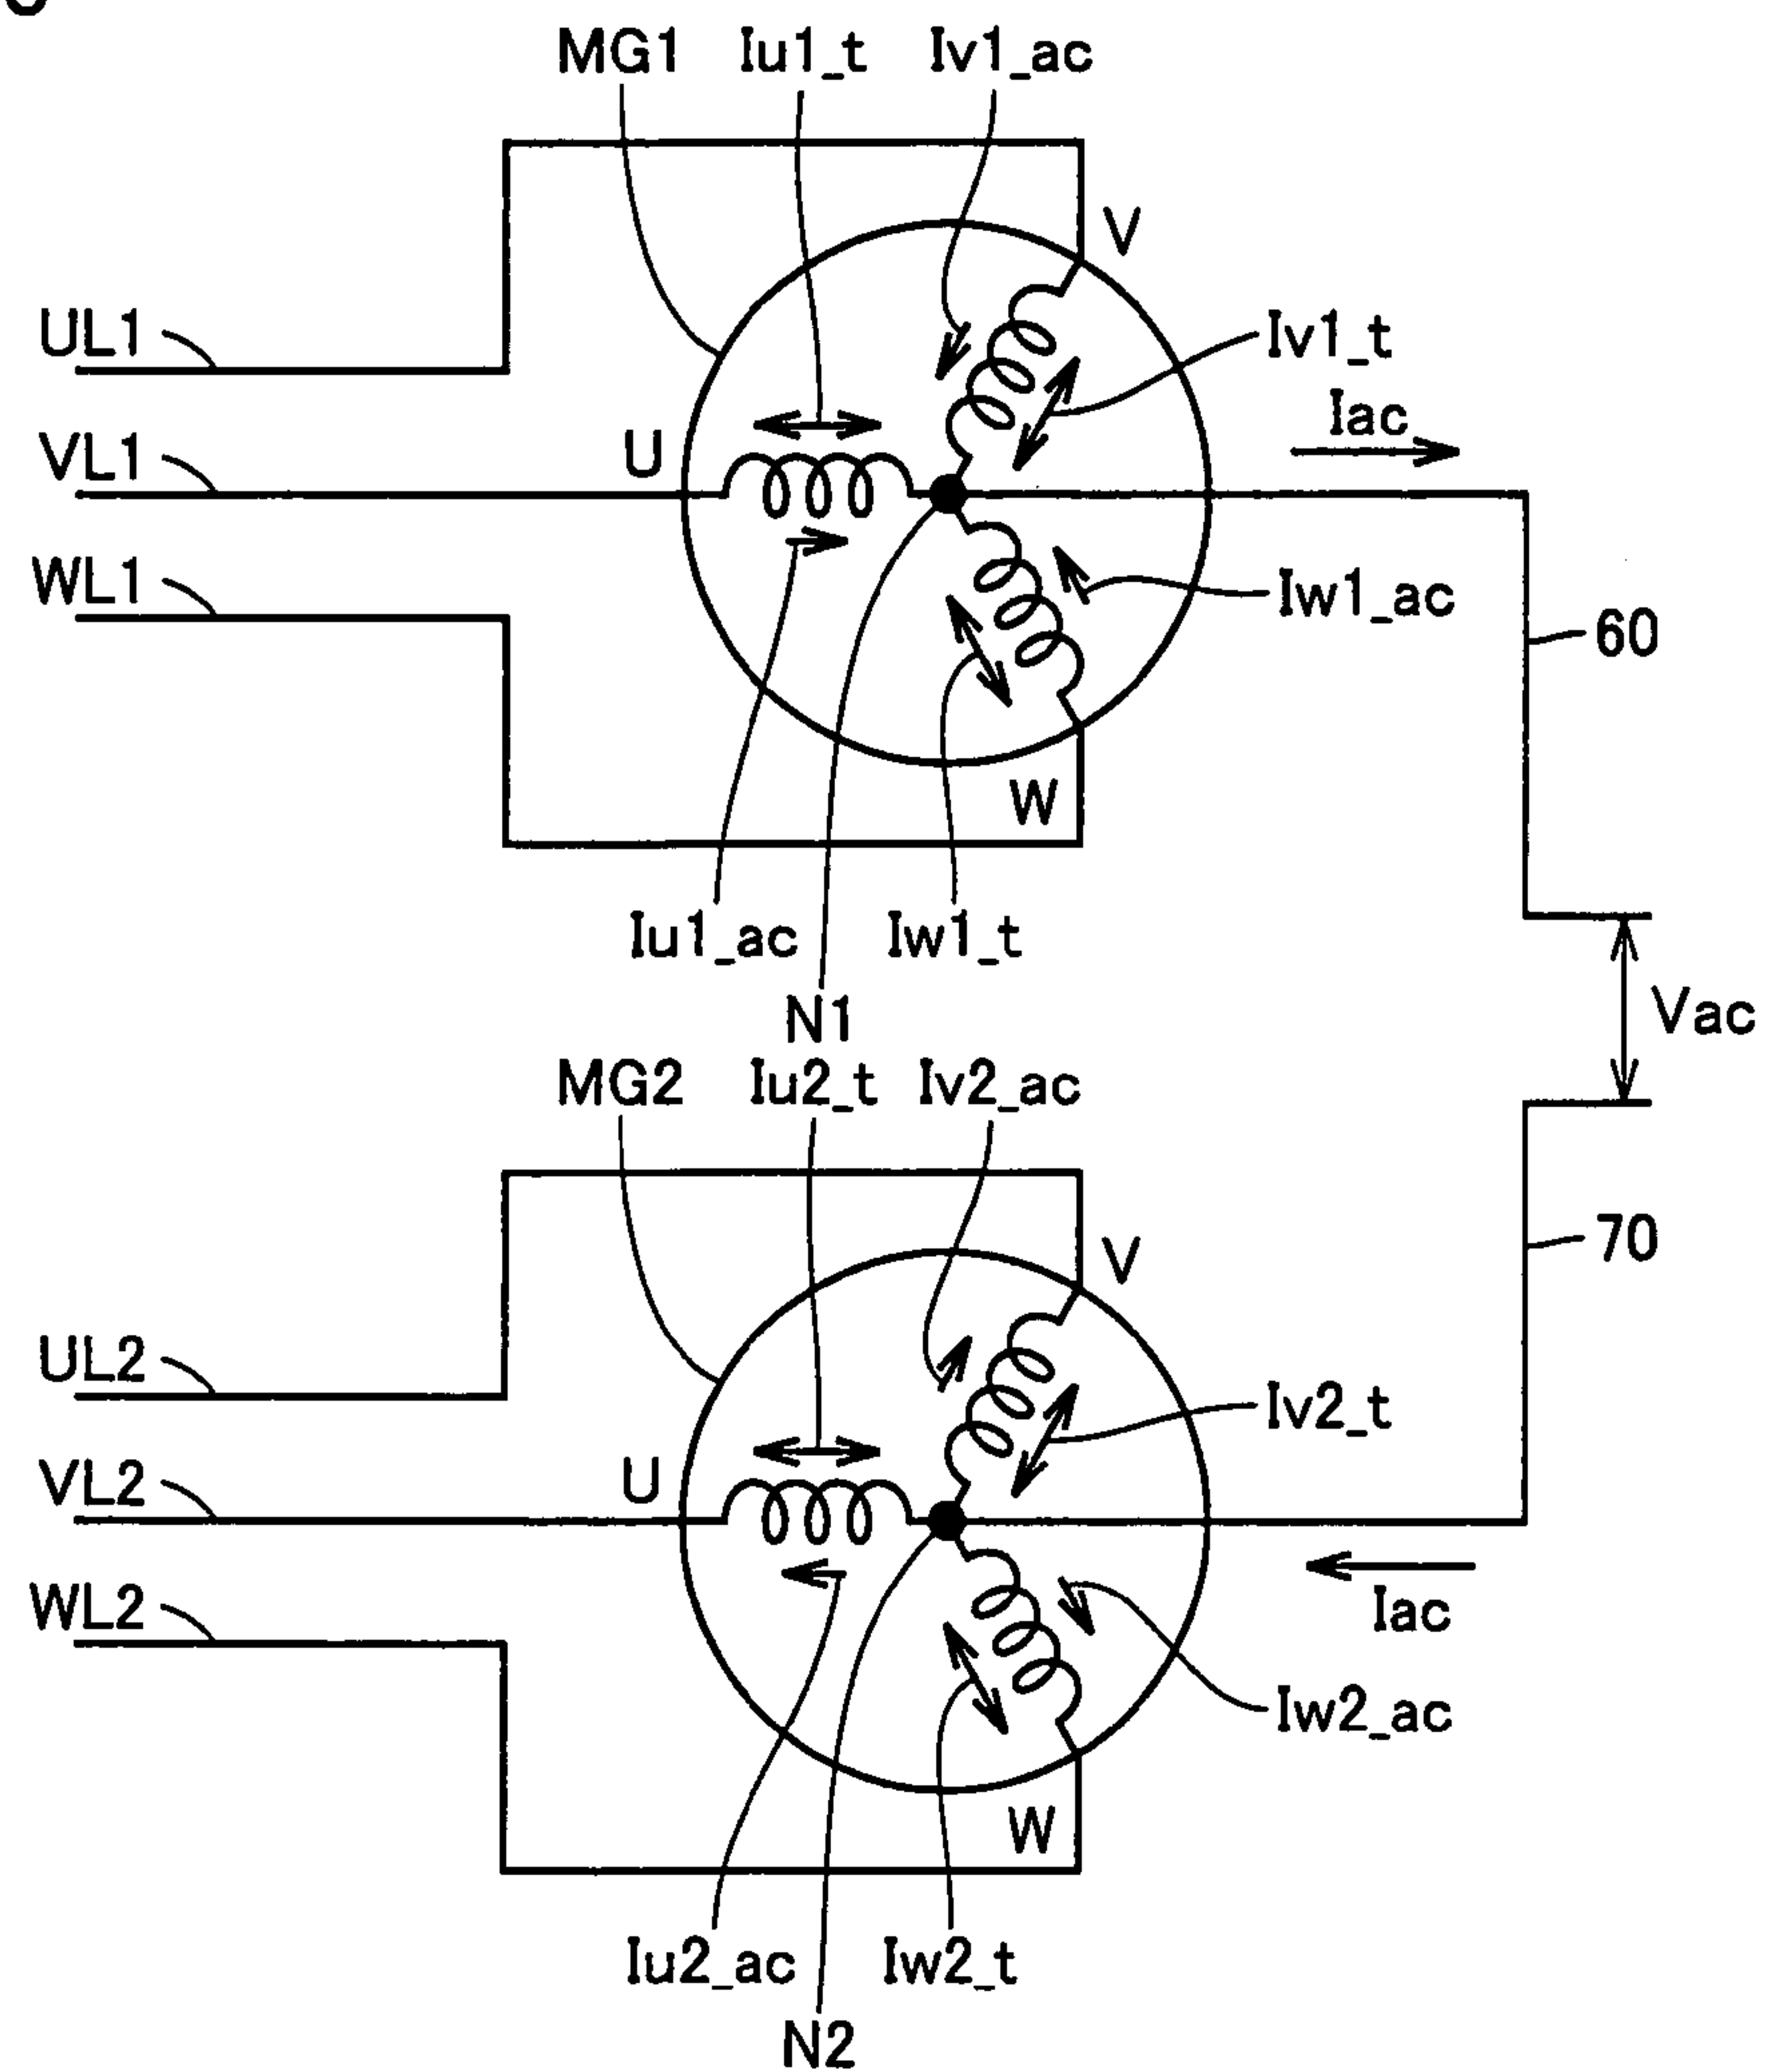 MG1 Iu1_t Iv1_ac
V
UL1
Iv1_t
Iac
VL1
U
WL1
Iw1_ac
60
W
Iu1_ac Iw1_t
N1
Vac
MG2 Iu2_t Iv2_ac
V
70
UL2
Iv2_t
VL2
U
WL2
Iac
Iw2_ac
W
Iu2_ac Iw2_t
N2